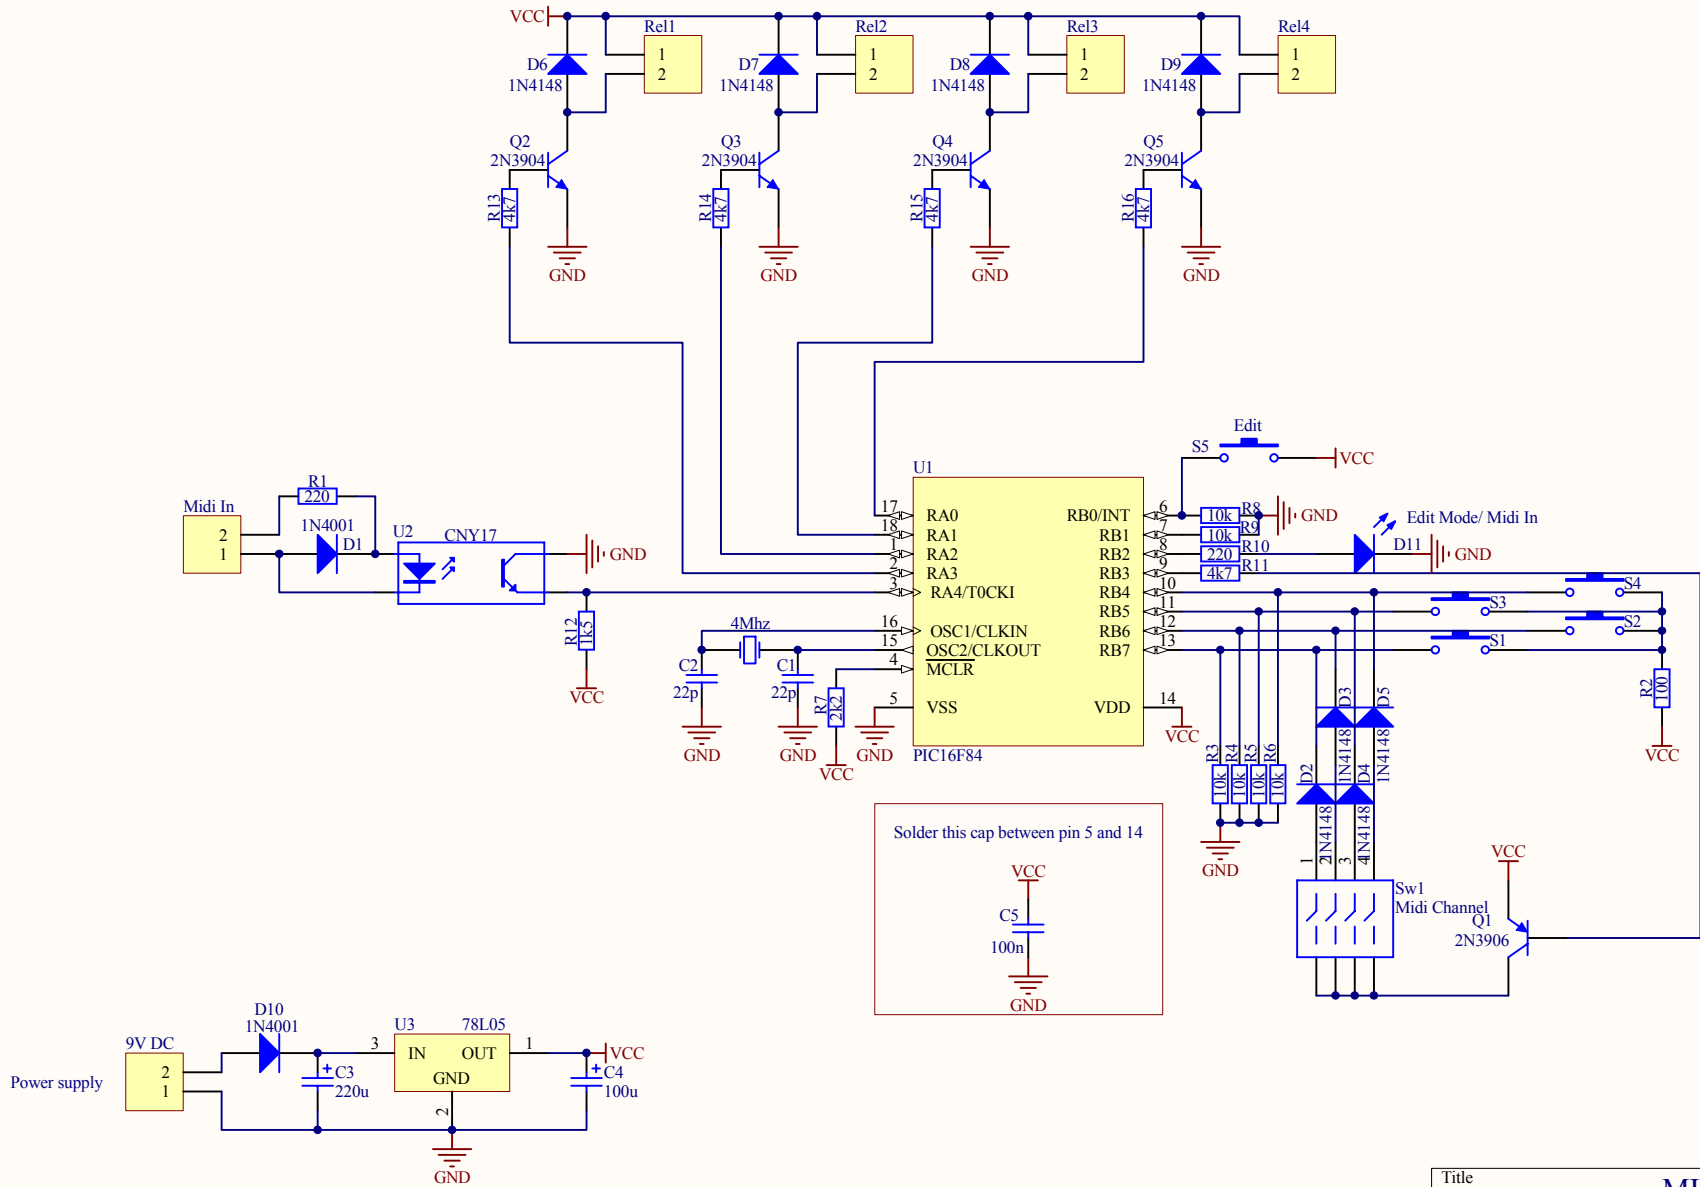 VCC
Rel1
1
2
D6
1N4148
Rel2
1
2
D7
1N4148
Rel3
1
2
D8
1N4148
Rel4
1
2
D9
1N4148
Q2
2N3904
R13
4k7
GND
Q3
2N3904
R14
4k7
GND
Q4
2N3904
R15
4k7
GND
Q5
2N3904
R16
4k7
GND
Midi In
2
1
R1
220
1N4001
D1
U2
CNY17
GND
R12
1k5
VCC
4Mhz
C2
22p
GND
C1
22p
GND
R7
2k2
VCC
GND
U1
17 RA0
18 RA1
1 RA2
2 RA3
3 RA4/T0CKI
16 OSC1/CLKIN
15 OSC2/CLKOUT
4 MCLR
5 VSS
RB0/INT 6
RB1 7
RB2 8
RB3 9
RB4 10
RB5 11
RB6 12
RB7 13
VDD 14
VCC
PIC16F84
Edit
S5
VCC
10k R8
10k R9
220 R10
4k7 R11
GND
Edit Mode/ Midi In
D11
GND
S4
S3
S2
S1
R2
100
VCC
R3
10k
R4
10k
R5
10k
R6
10k
GND
D3
1N4148
D5
1N4148
D2
1N4148
D4
1N4148
1
2
3
4
Sw1
Midi Channel
VCC
Q1
2N3906
Solder this cap between pin 5 and 14
VCC
C5
100n
GND
Power supply
9V DC
2
1
D10
1N4001
C3
220u
U3
78L05
3
IN
OUT
1
GND
2
VCC
C4
100u
GND
Title